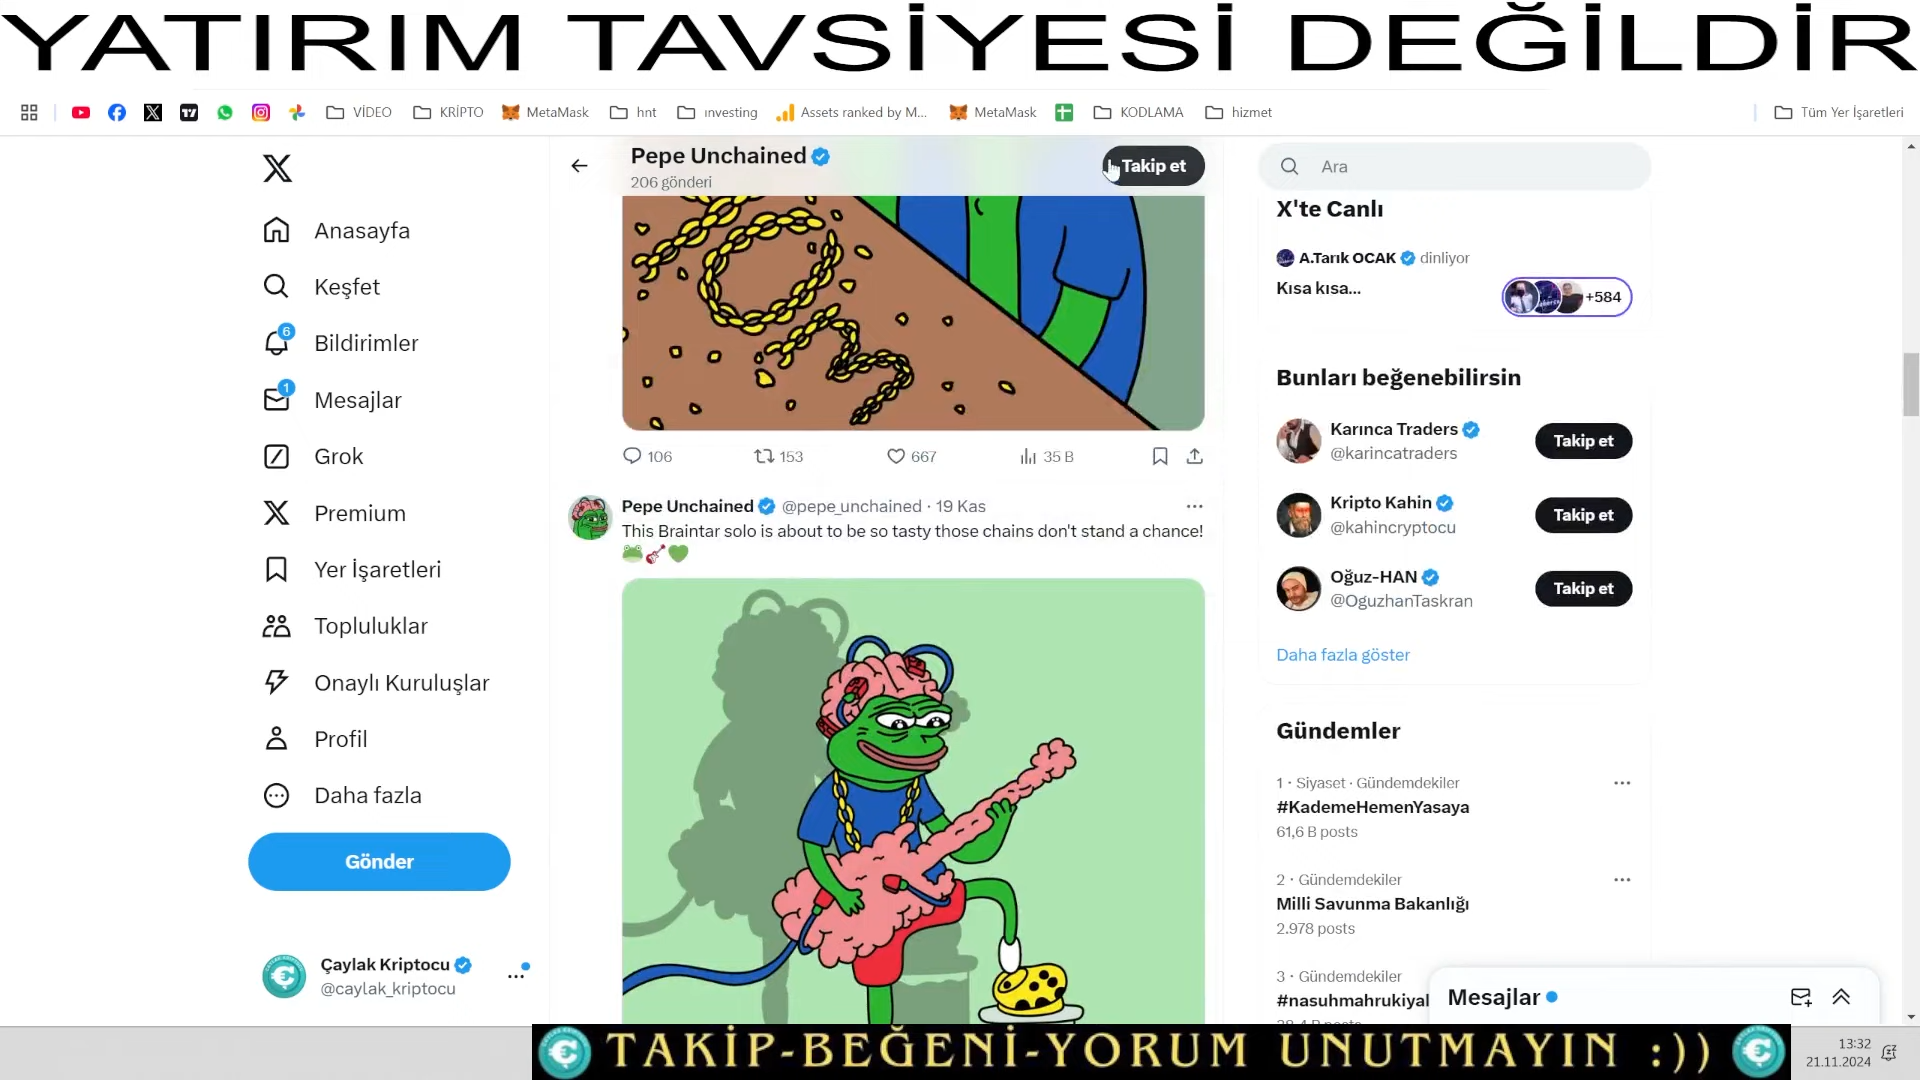 YATIRIM TAVSİYESİ DEĞİLDİR
VİDEO
KRİPTO
MetaMask
hnt
ınvesting
Assets ranked by M...
MetaMask
KODLAMA
hizmet
Tüm Yer İşaretleri
Anasayfa
Keşfet
6
Bildirimler
1
Mesajlar
Grok
Premium
Yer İşaretleri
Topluluklar
Onaylı Kuruluşlar
Profil
Daha fazla
Gönder
Çaylak Kriptocu
@caylak_kriptocu
Pepe Unchained
206 gönderi
Takip et
106
153
667
35 B
Pepe Unchained @pepe_unchained · 19 Kas
This Braintar solo is about to be so tasty those chains don't stand a chance!
Ara
X'te Canlı
A.Tarık OCAK dinliyor
Kısa kısa...
+584
Bunları beğenebilirsin
Karınca Traders
@karincatraders
Takip et
Kripto Kahin
@kahincryptocu
Takip et
Oğuz-HAN
@OguzhanTaskran
Takip et
Daha fazla göster
Gündemler
1 · Siyaset · Gündemdekiler
#KademeHemenYasaya
61,6 B posts
2 · Gündemdekiler
Milli Savunma Bakanlığı
2.978 posts
3 · Gündemdekiler
#nasuhmahrukiyal
Mesajlar
TAKİP-BEĞENİ-YORUM UNUTMAYIN :))
13:32
21.11.2024